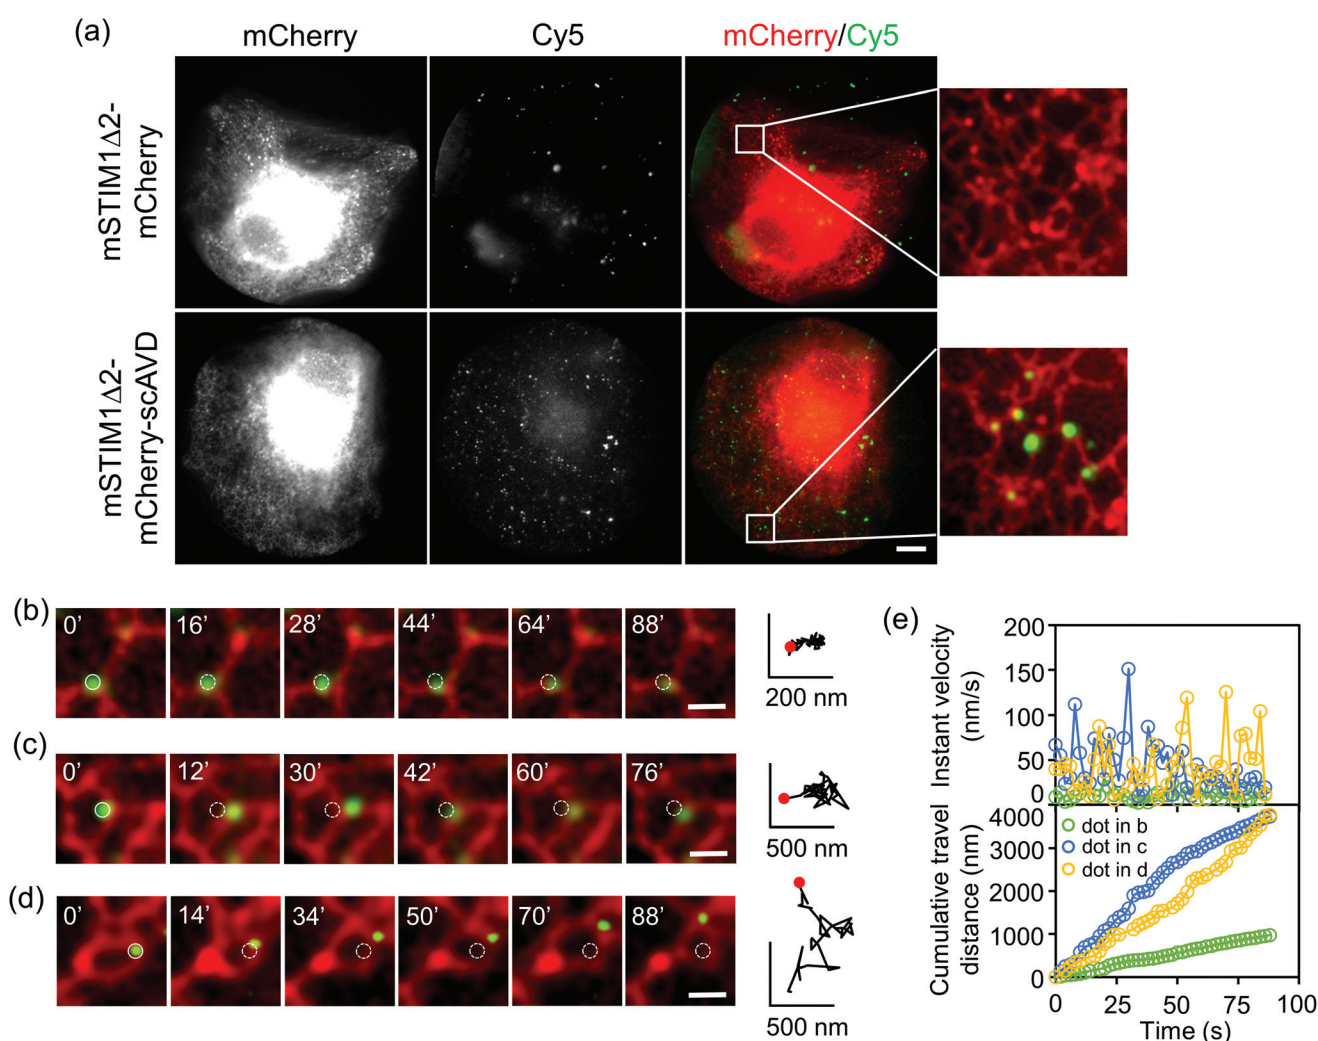 (a)
mCherry
Cy5
mCherry/Cy5
mSTIM1Δ2-
mCherry
mSTIM1Δ2-
mCherry-scAVD
(b)
0’
16’
28’
44’
64’
88’
200 nm
(c)
0’
12’
30’
42’
60’
76’
500 nm
(d)
0’
14’
34’
50’
70’
88’
500 nm
(e)
Instant velocity
(nm/s)
200
150
100
50
0
Cumulative travel
distance (nm)
4000
3000
2000
1000
0
dot in b
dot in c
dot in d
0
25
50
75
100
Time (s)